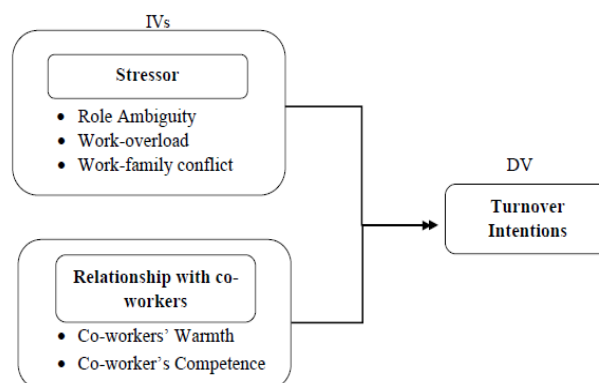 IVs
Stressor
• Role Ambiguity
• Work-overload
• Work-family conflict
DV
Turnover
Intentions
Relationship with co-
workers
• Co-workers’ Warmth
• Co-worker’s Competence